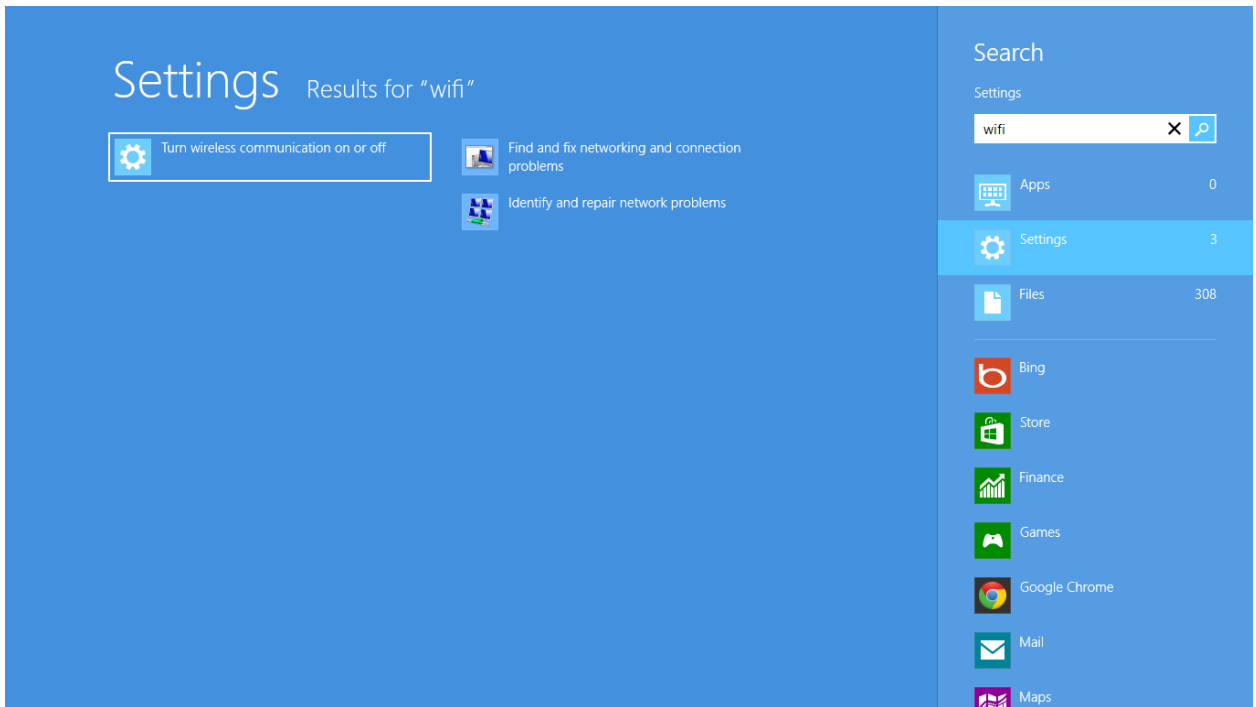 Settings Results for “wifi”
Turn wireless communication on or off
Find and fix networking and connection
problems
Identify and repair network problems
Search
Settings
wifi
Apps 0
Settings 3
Files 308
Bing
Store
Finance
Games
Google Chrome
Mail
Maps